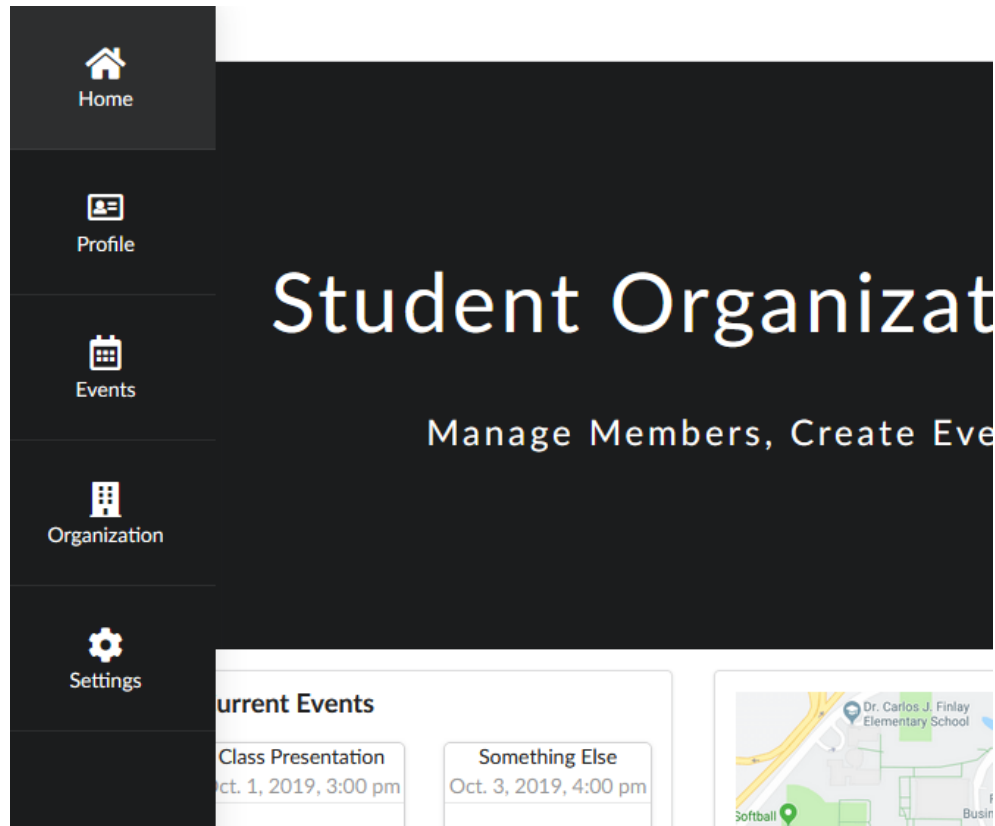 Home
Profile
Events
Organization
Settings
Student Organizat
Manage Members, Create Eve
urrent Events
Class Presentation
ct. 1, 2019, 3:00 pm
Something Else
Oct. 3, 2019, 4:00 pm
Dr. Carlos J. Finlay
Elementary School
Softball
Busin